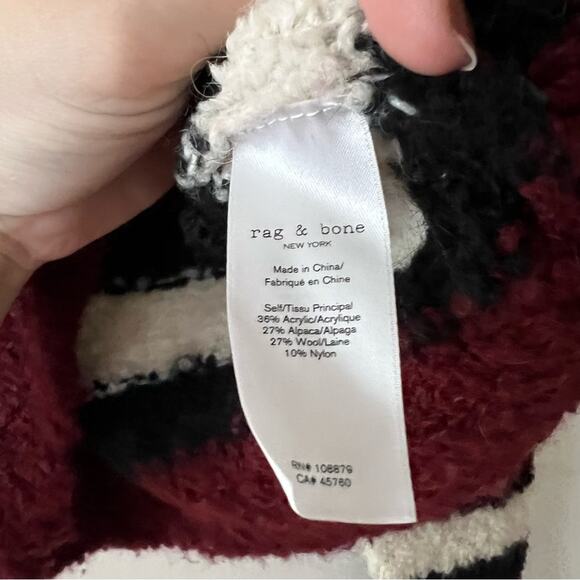 rag & bone
NEW YORK
Made in China/
Fabriqué en Chine
Self/Tissu Principal
36% Acrylic/Acrylique
27% Alpaca/Alpaga
27% Wool/Laine
10% Nylon
RN# 108879
CA# 45760